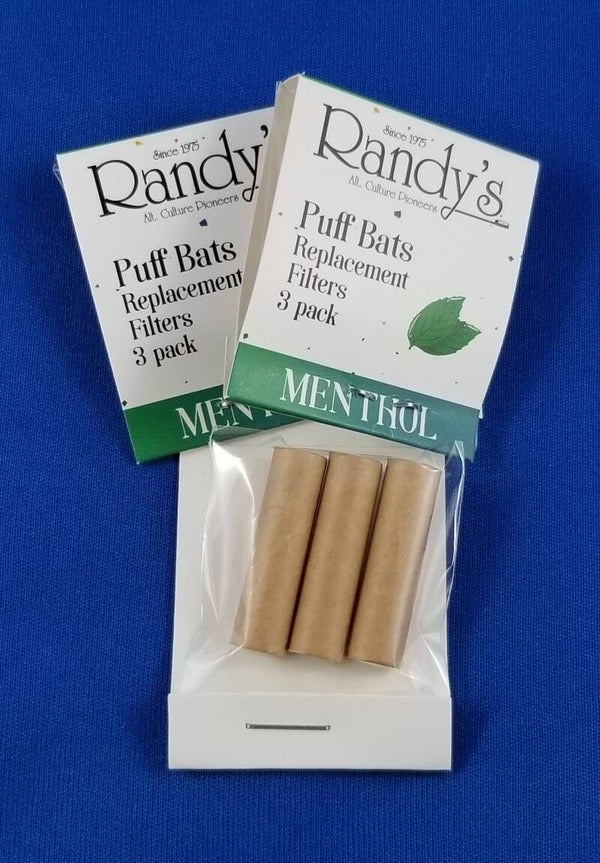 Since 1975
Randy'
Alt. Culture Pioneers
Puff Bats
Replacement
Filters
3 pack
MENT
Since 1975
Randy's
Alt. Culture Pioneers
Puff Bats
Replacement
Filters
3 pack
MENTHOL